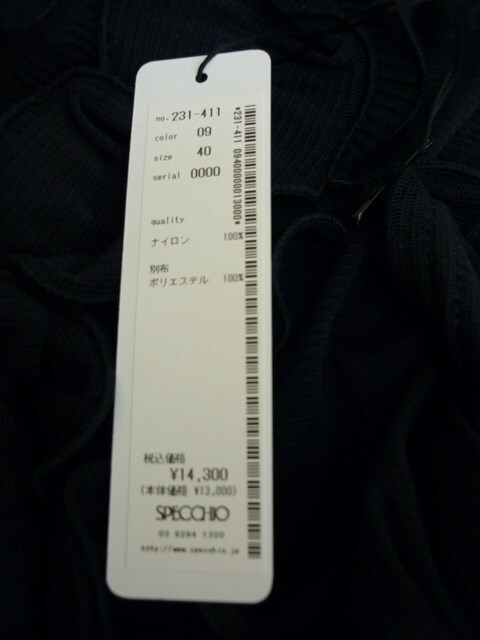 no. 231-411
color 09
size 40
serial 0000
quality
ナイロン 100%
別布
ポリエステル 100%
税込価格
¥14,300
(本体価格 ¥13,000)
SPECCHIO
03 6284 1320
http://www.specchio.jp